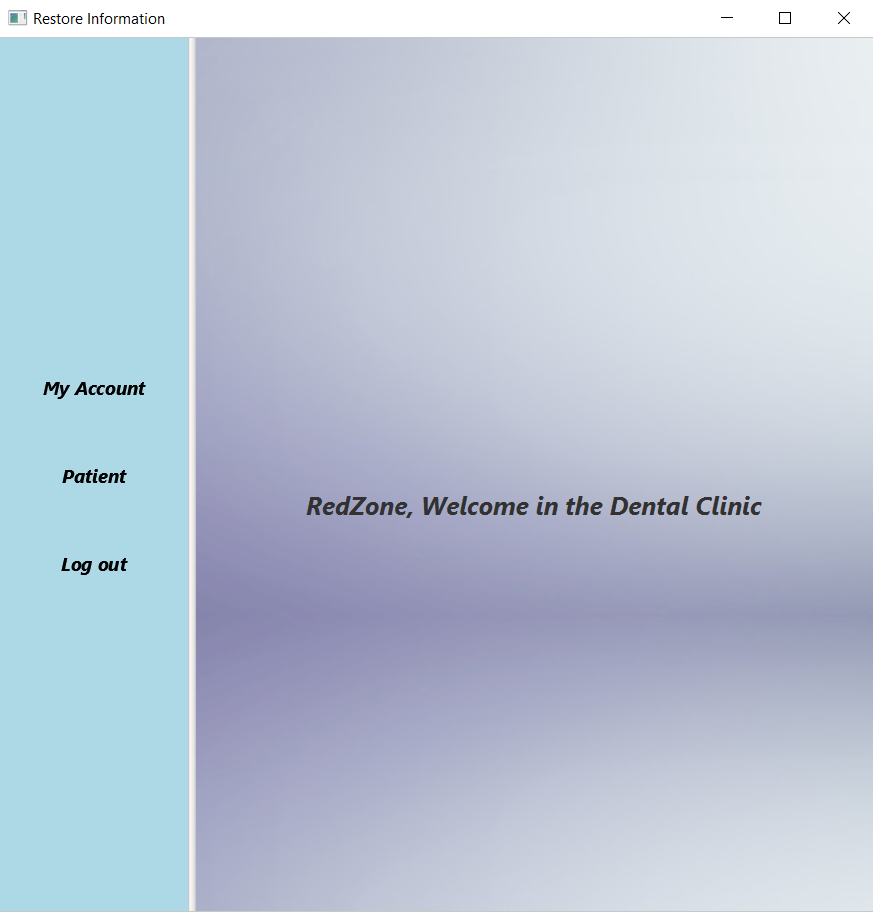 Restore Information
My Account
Patient
RedZone, Welcome in the Dental Clinic
Log out